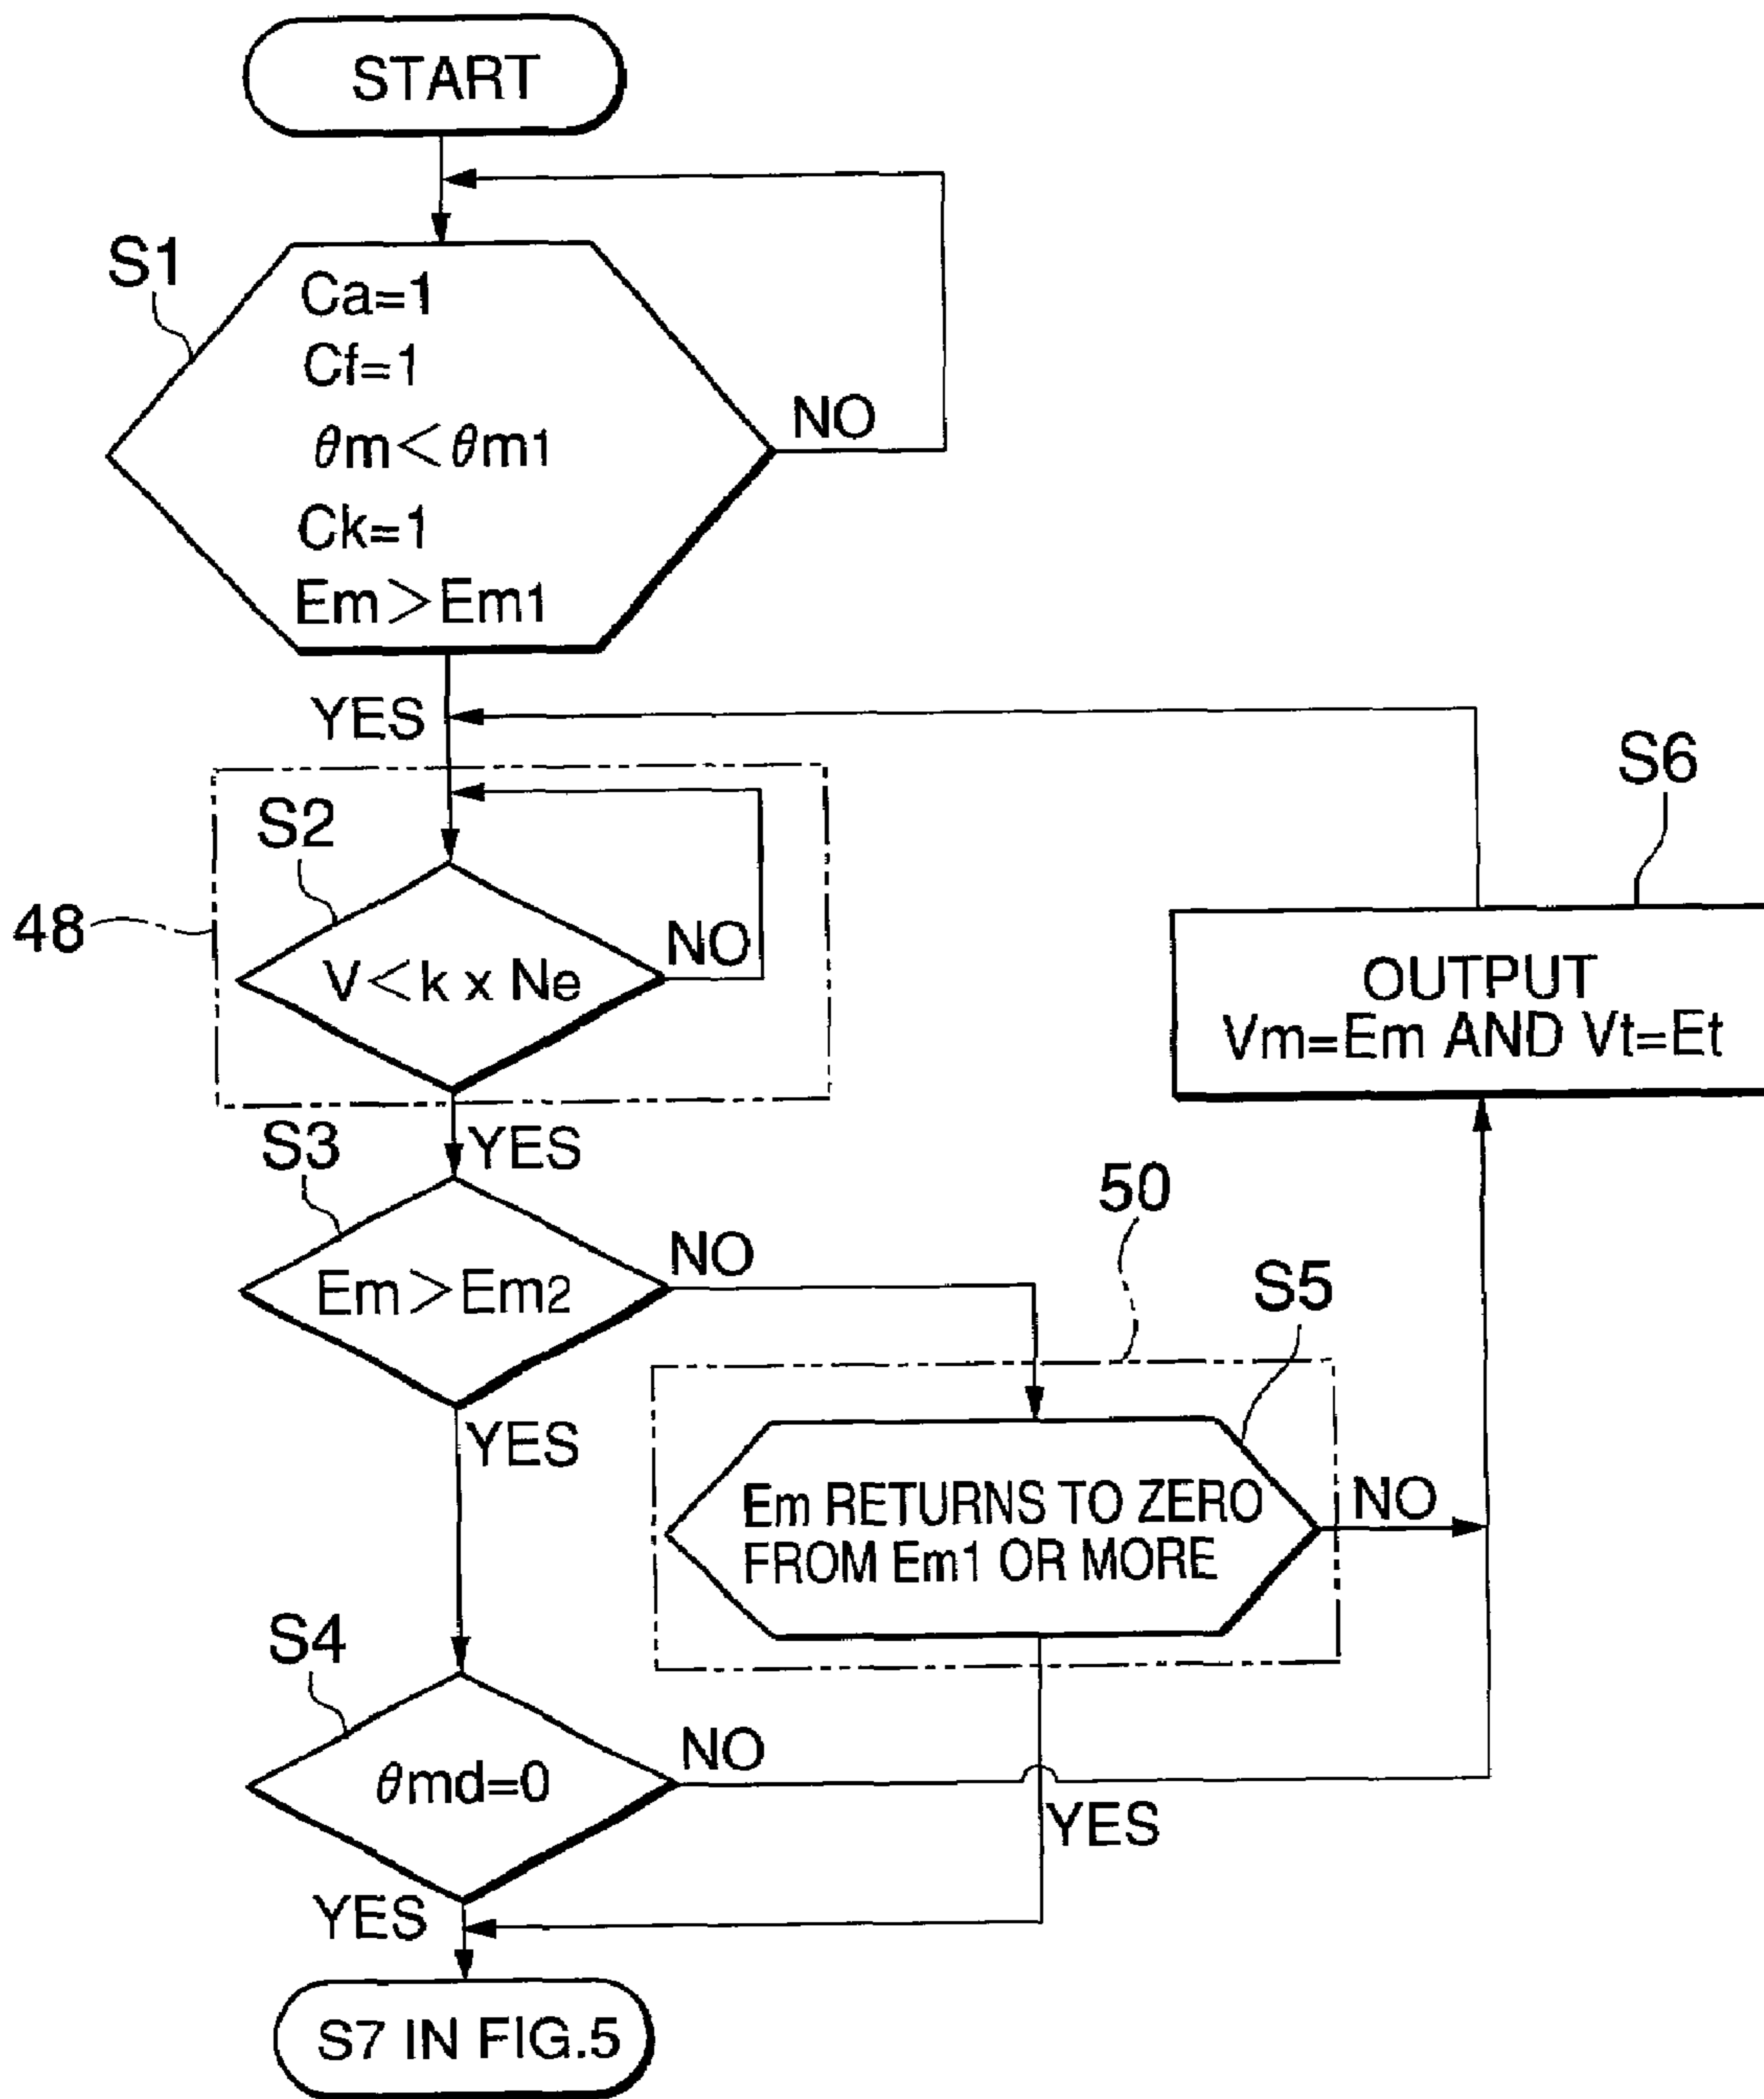 START
S1
Ca=1
Cf=1
θm<θm1
Ck=1
Em>Em1
NO
YES
S6
S2
48
V<k x Ne
NO
OUTPUT
Vm=Em AND Vt=Et
S3
YES
50
Em>Em2
NO
S5
YES
Em RETURNS TO ZERO
FROM Em1 OR MORE
NO
S4
θmd=0
NO
YES
YES
S7 IN FIG.5